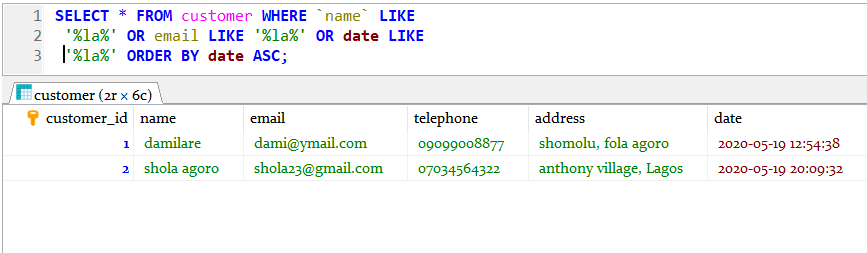 1 SELECT * FROM customer WHERE `name` LIKE
2 '%la%' OR email LIKE '%la%' OR date LIKE
3 '%la%' ORDER BY date ASC;
customer (2r × 6c)
customer_id name email telephone address date
1 damilare dami@ymail.com 09099008877 shomolu, fola agoro 2020-05-19 12:54:38
2 shola agoro shola23@gmail.com 07034564322 anthony village, Lagos 2020-05-19 20:09:32